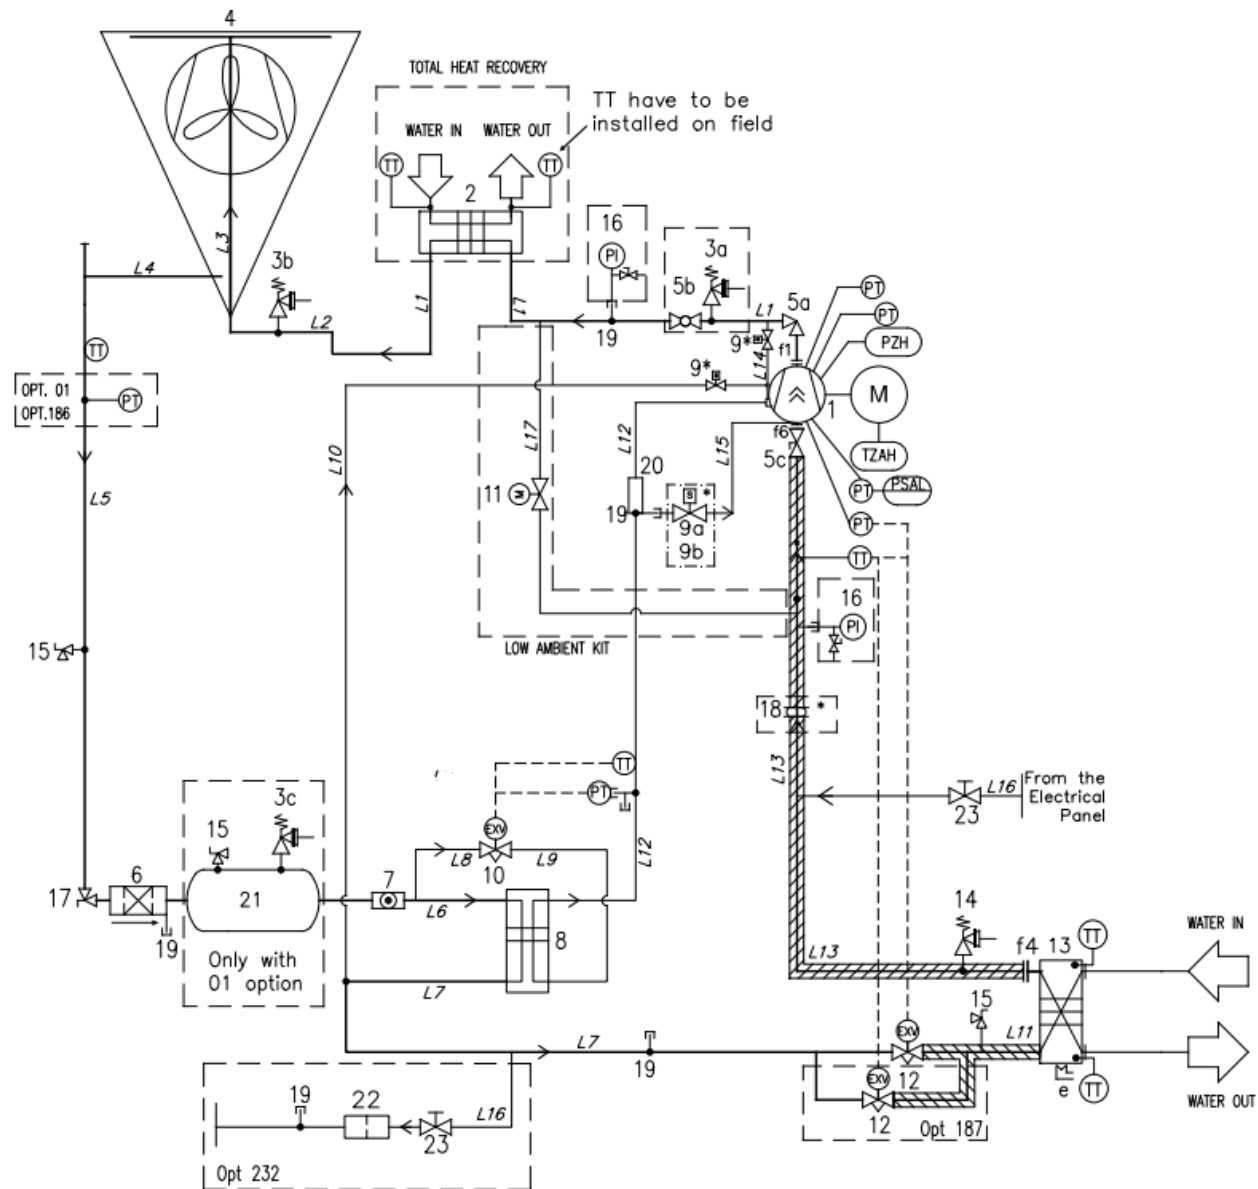 4
TOTAL HEAT RECOVERY
TT have to be
installed on field
WATER IN
WATER OUT
TT
TT
2
16
PI
3a
5b
5a
L1
PT
PT
PZH
M
TZAH
1
f1
9*
L14
9*
19
L7
L1
L3
3b
L2
L4
TT
OPT. 01
OPT.186
PT
L5
L10
L17
L12
L15
f6
5c
PT
PSAL
PT
20
11
M
19
S
*
9a
9b
TT
16
PI
LOW AMBIENT KIT
15
18
*
L13
TT
PT
L16
From the
Electrical
Panel
23
3c
15
EXV
L8
L9
10
L12
17
6
21
7
L6
8
19
Only with
01 option
L7
14
L13
f4
13
TT
WATER IN
15
L11
EXV
12
TT
e
WATER OUT
L7
19
EXV
12
Opt 187
19
22
23
L16
Opt 232